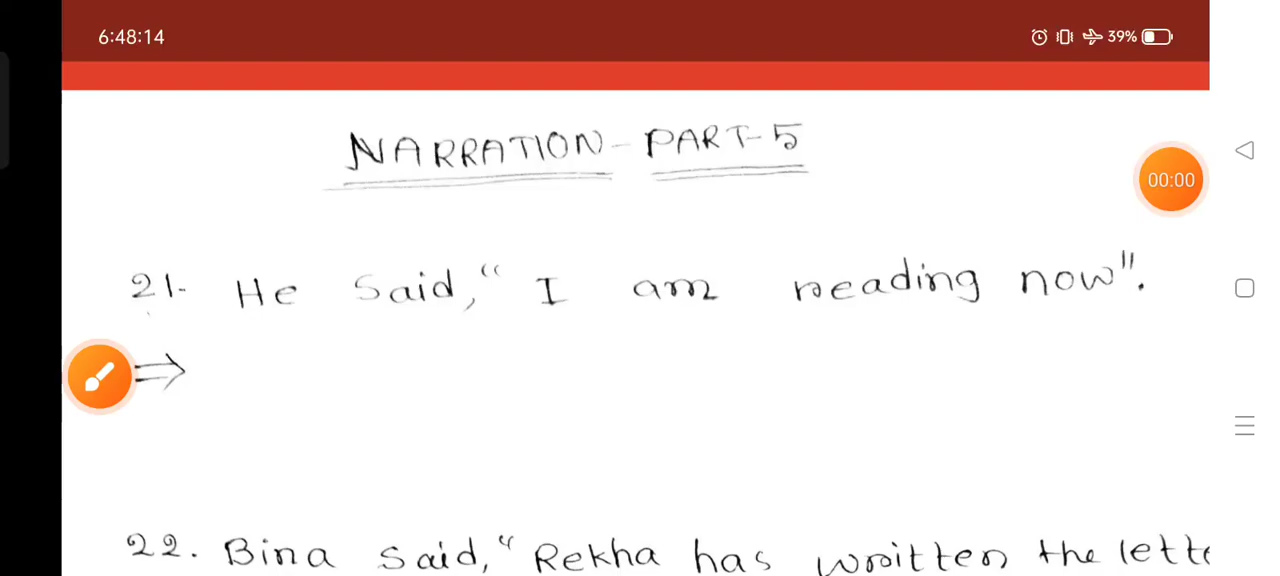 6:48:14
39%
NARRATION - PART-5
00:00
21. He said, "I am reading now".
⇒
22. Bina said, "Rekha has written the lette